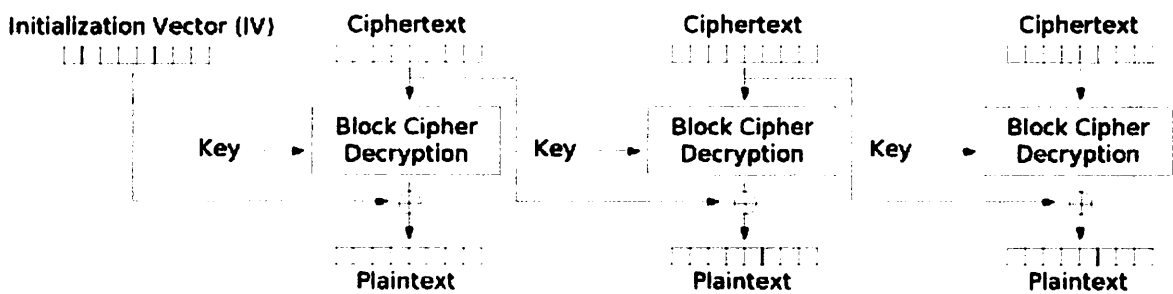 Initialization Vector (IV)
Ciphertext
Ciphertext
Ciphertext
Key
Block Cipher
Decryption
Key
Block Cipher
Decryption
Key
Block Cipher
Decryption
Plaintext
Plaintext
Plaintext